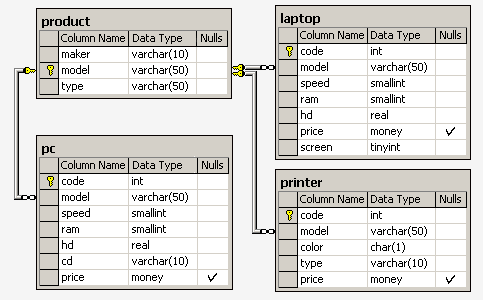 product
Column Name Data Type Nulls
maker varchar(10)
model varchar(50)
type varchar(50)
laptop
Column Name Data Type Nulls
code int
model varchar(50)
speed smallint
ram smallint
hd real
price money ✓
screen tinyint
pc
Column Name Data Type Nulls
code int
model varchar(50)
speed smallint
ram smallint
hd real
cd varchar(10)
price money ✓
printer
Column Name Data Type Nulls
code int
model varchar(50)
color char(1)
type varchar(10)
price money ✓